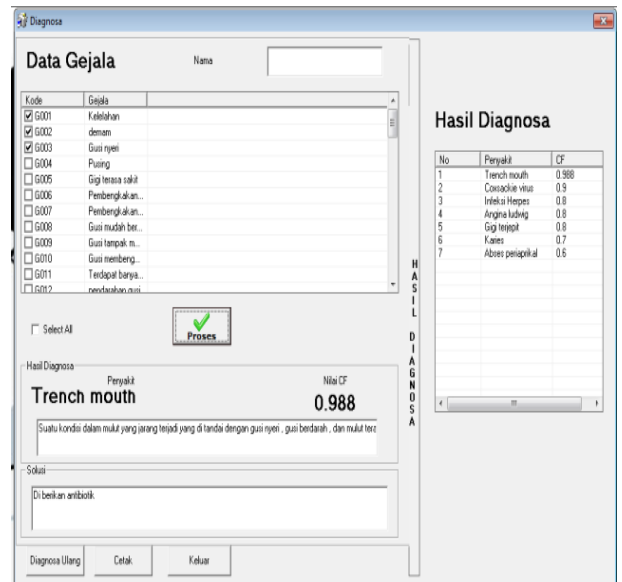 Diagnosa
Data Gejala
Nama
Kode Gejala
G001 Kelelahan
G002 demam
G003 Gusi nyeri
G004 Pusing
G005 Gigi terasa sakit
G006 Pembengkakan...
G007 Pembengkakan...
G008 Gusi mudah ber...
G009 Gusi tampak m...
G010 Gusi membeng...
G011 Terdapat banya...
G012 pendarahan gusi
Select All
Proses
Hasil Diagnosa
Penyakit Nilai CF
Trench mouth 0.988
Suatu kondisi dalam mulut yang jarang terjadi yang di tandai dengan gusi nyeri , gusi berdarah , dan mulut tera
Solusi
Di berikan antibiotik
Diagnosa Ulang Cetak Keluar
HASIL DIAGNOSA
Hasil Diagnosa
No Penyakit CF
1 Trench mouth 0.988
2 Coxsackie virus 0.9
3 Infeksi Herpes 0.8
4 Angina ludwig 0.8
5 Gigi terjepit 0.8
6 Karies 0.7
7 Abses periaprikal 0.6